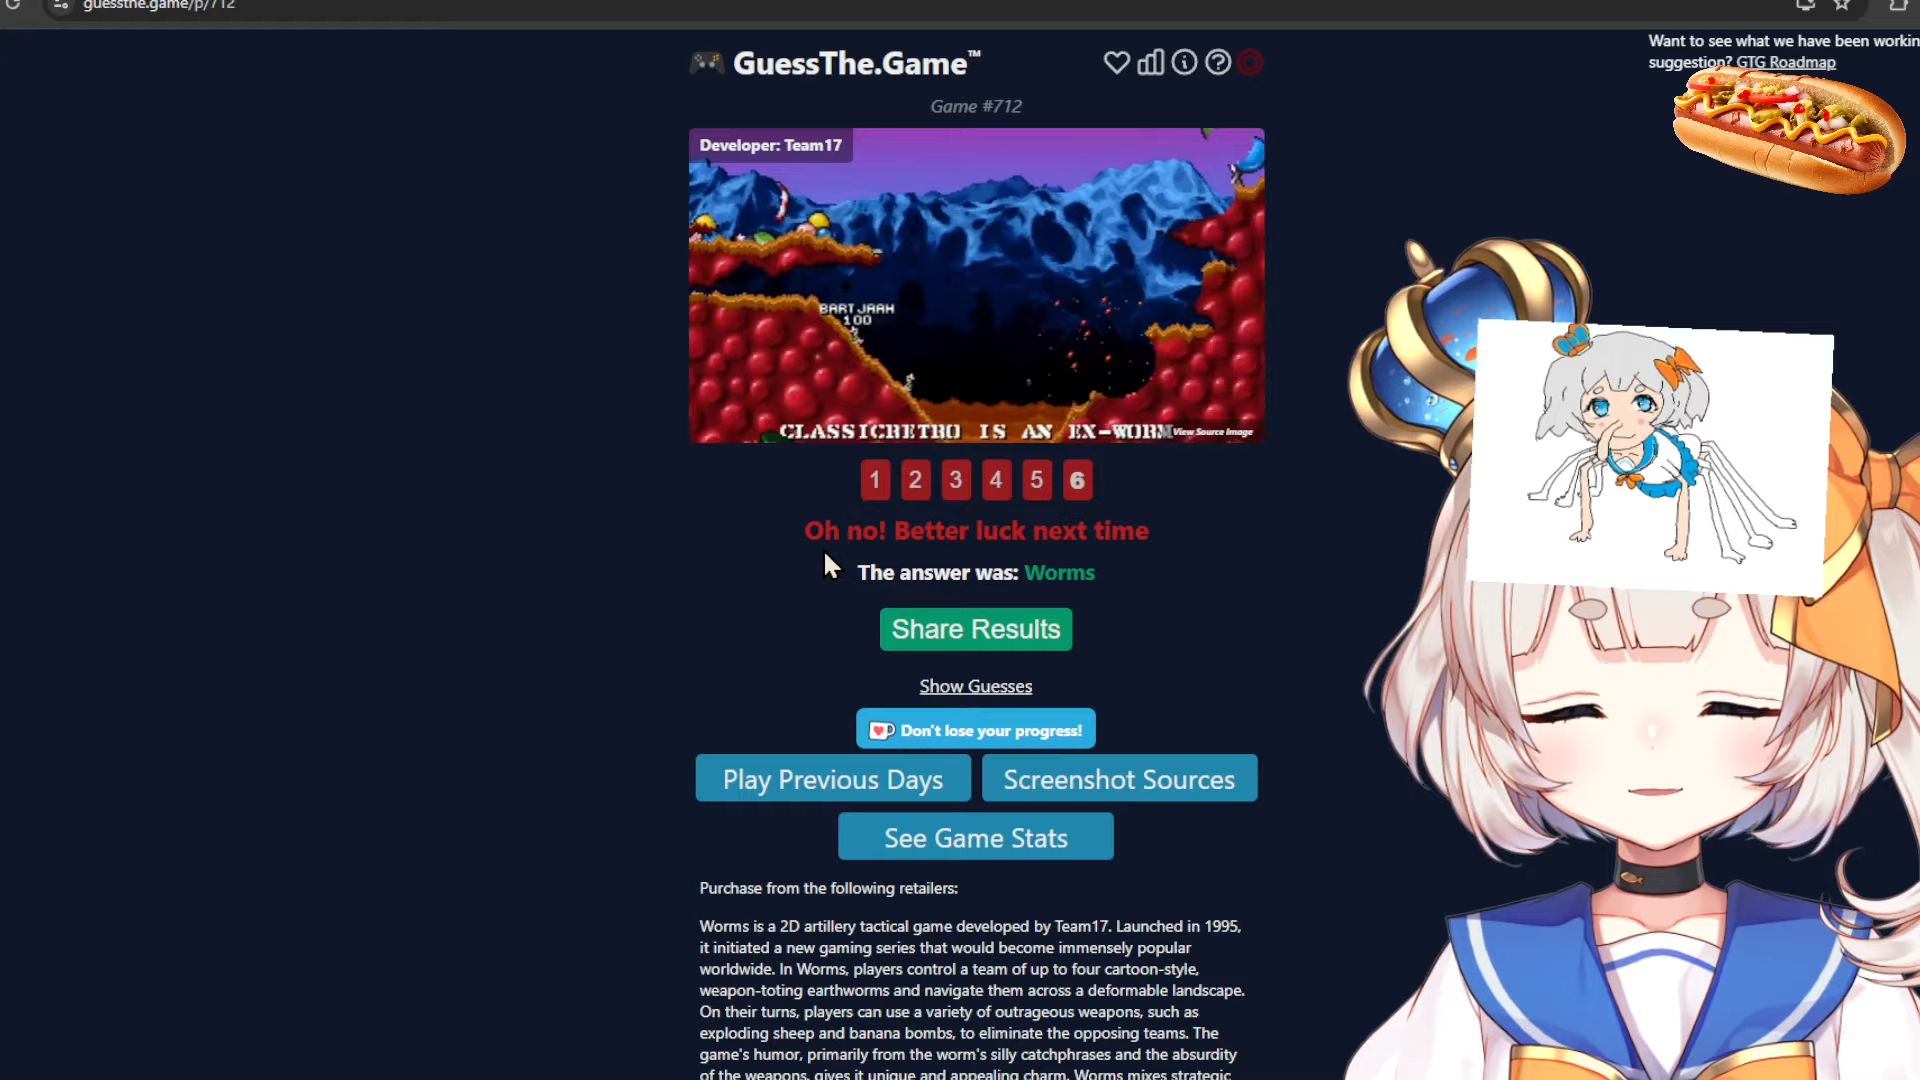 guessthe.game/p/712
Want to see what we have been workin
suggestion? GTG Roadmap
GuessThe.Game™
Game #712
Developer: Team17
BART JAAH
100
CLASSICRETRO IS AN EX-WORM
View Source Image
1 2 3 4 5 6
Oh no! Better luck next time
The answer was: Worms
Share Results
Show Guesses
Don't lose your progress!
Play Previous Days
Screenshot Sources
See Game Stats
Purchase from the following retailers:
Worms is a 2D artillery tactical game developed by Team17. Launched in 1995,
it initiated a new gaming series that would become immensely popular
worldwide. In Worms, players control a team of up to four cartoon-style,
weapon-toting earthworms and navigate them across a deformable landscape.
On their turns, players can use a variety of outrageous weapons, such as
exploding sheep and banana bombs, to eliminate the opposing teams. The
game's humor, primarily from the worm's silly catchphrases and the absurdity
of the weapons, gives it unique and appealing charm. Worms mixes strategic